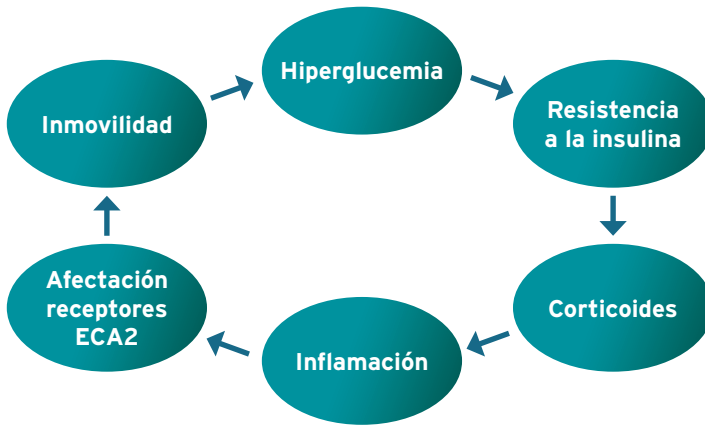 Hiperglucemia
Resistencia
a la insulina
Corticoides
Inflamación
Afectación
receptores
ECA2
Inmovilidad